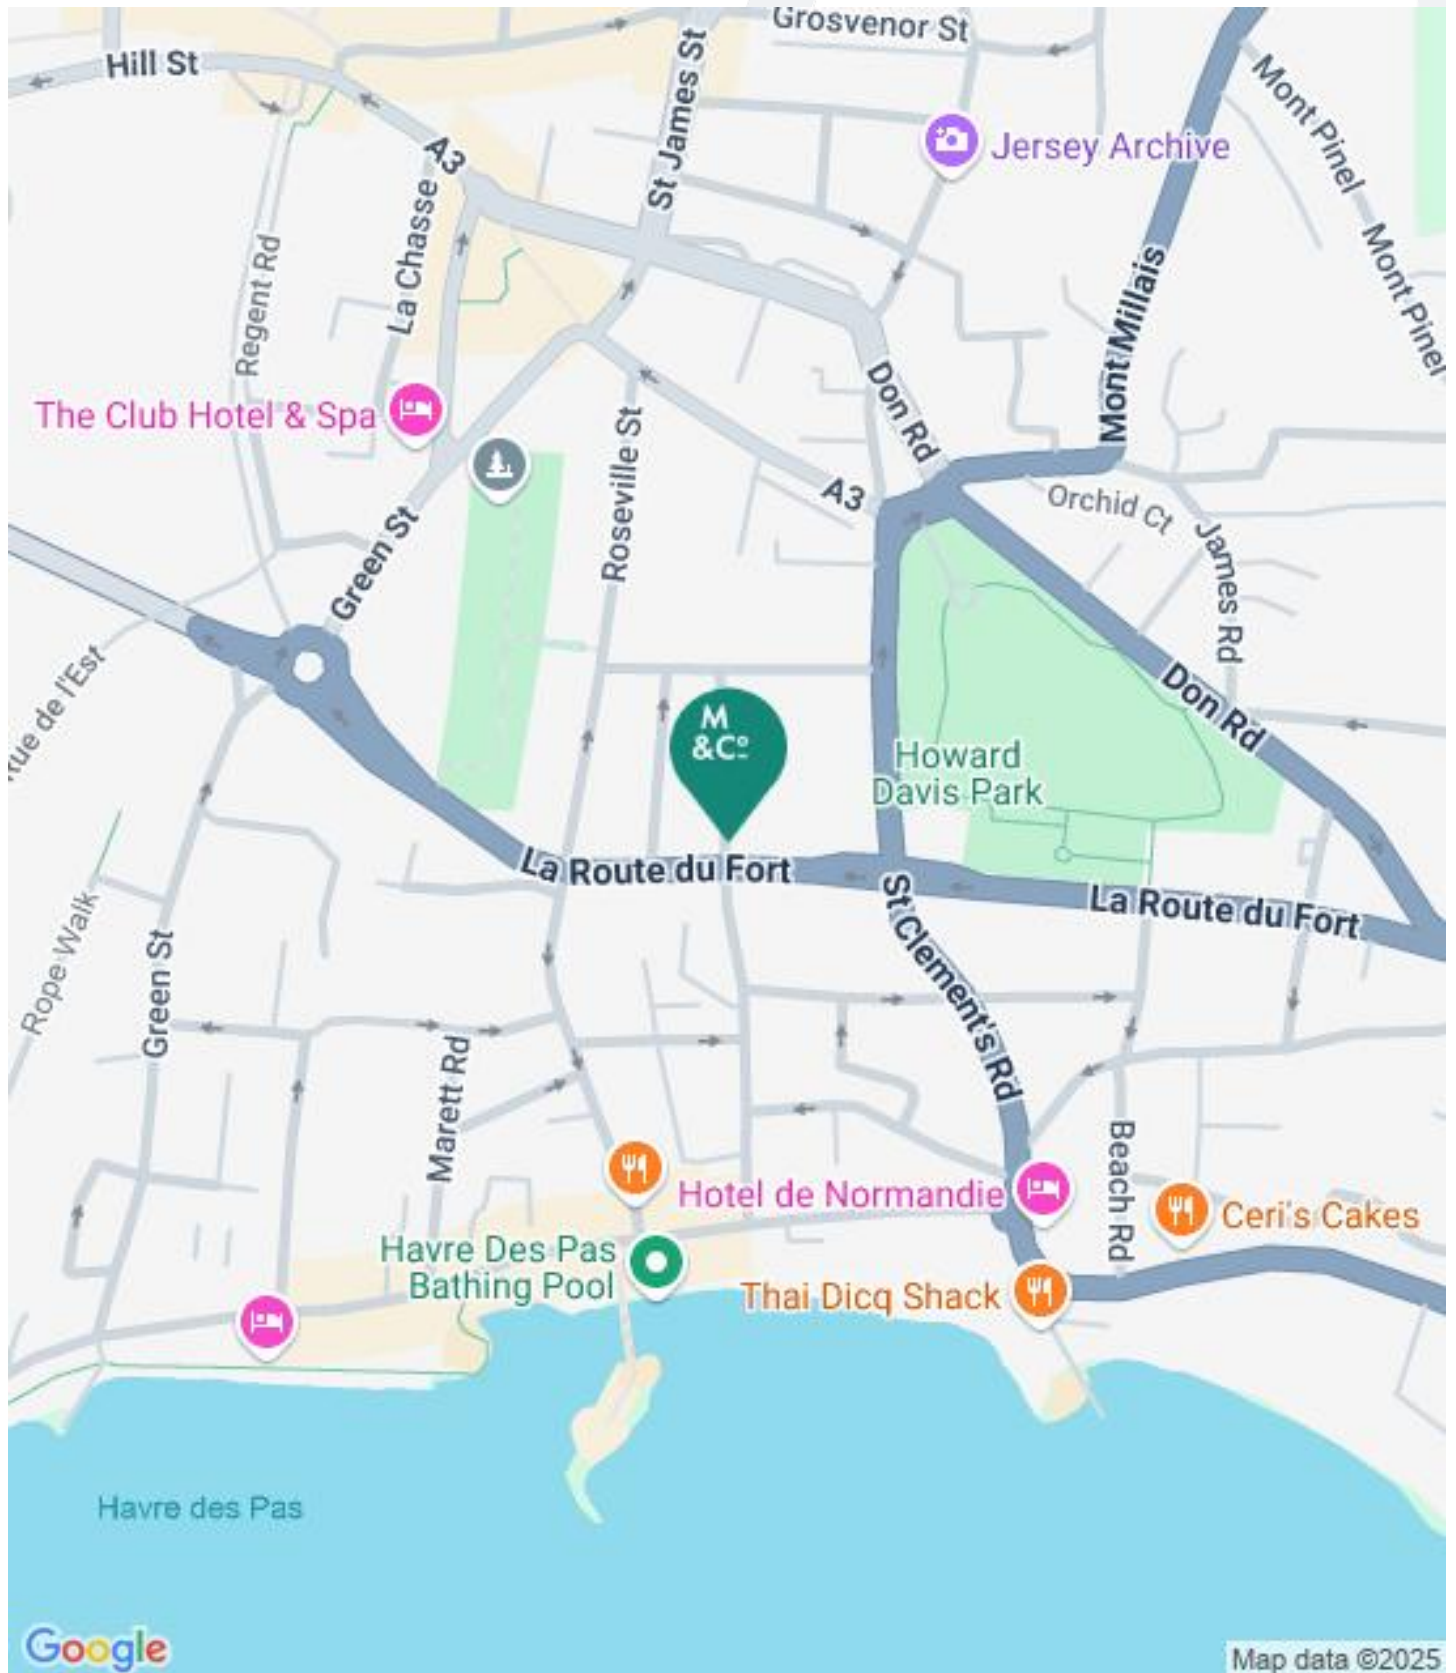 Grosvenor St
Hill St
St James St
A3
Mont Pinel
Jersey Archive
La Chasse
Regent Rd
Mont Millais
Mont Pinel
The Club Hotel & Spa
Roseville St
Don Rd
A3
Orchid Ct
Green St
James Rd
Rue de l'Est
M
&Cº
Don Rd
Howard
Davis Park
La Route du Fort
La Route du Fort
St Clement's Rd
Rope Walk
Green St
Marett Rd
Beach Rd
Hotel de Normandie
Ceri's Cakes
Havre Des Pas
Bathing Pool
Thai Dicq Shack
Havre des Pas
Google
Map data ©2025